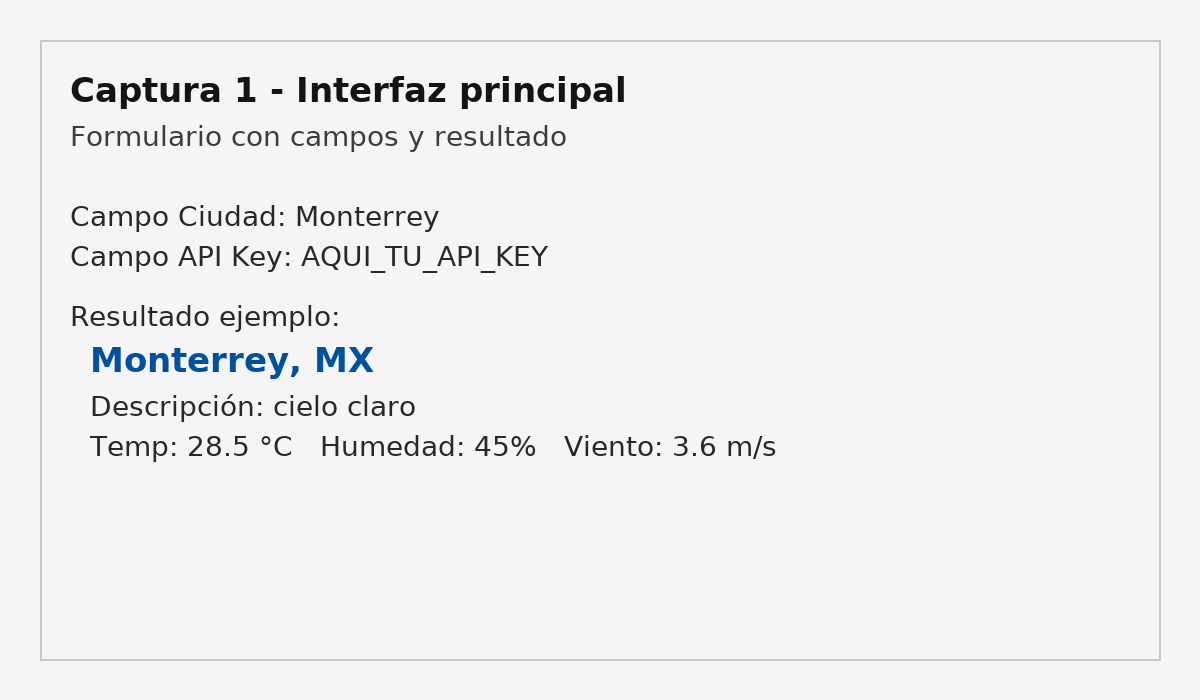 Captura 1 - Interfaz principal
Formulario con campos y resultado
Campo Ciudad: Monterrey
Campo API Key: AQUI_TU_API_KEY
Resultado ejemplo:
Monterrey, MX
Descripción: cielo claro
Temp: 28.5 °C   Humedad: 45%   Viento: 3.6 m/s